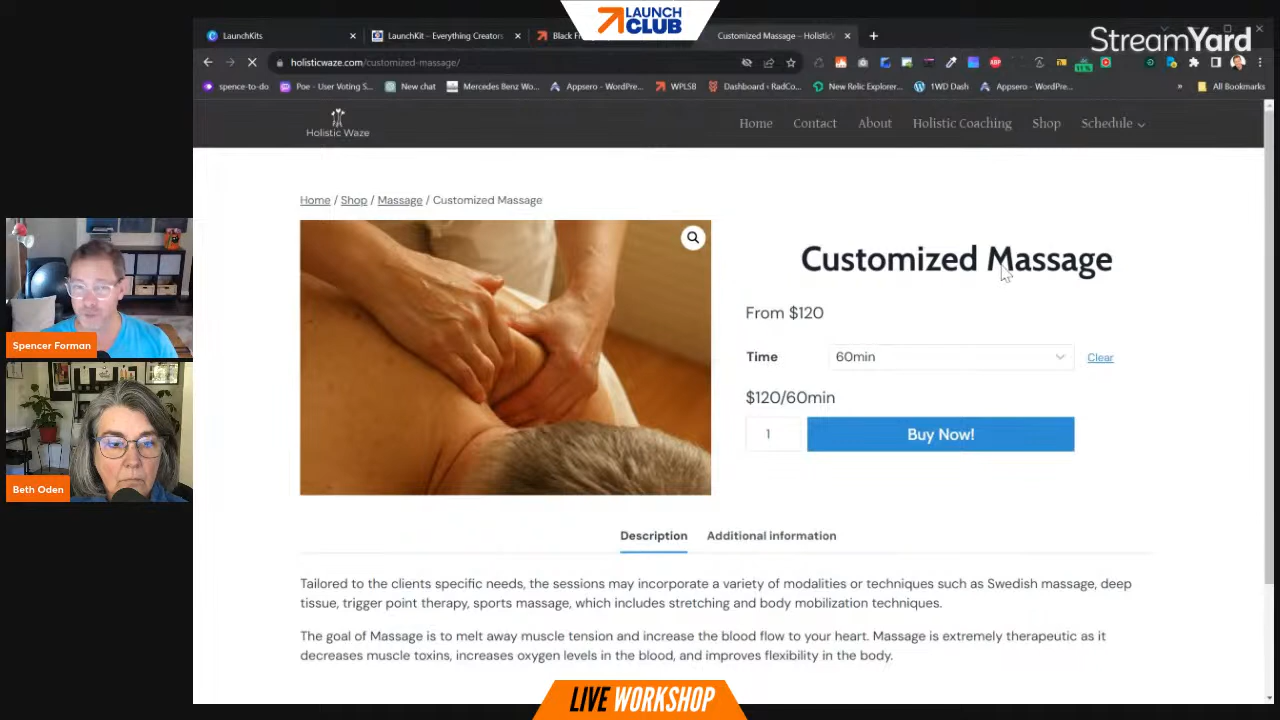 LAUNCH
CLUB
StreamYard
LaunchKits
LaunchKit – Everything Creators
Black Fri
Customized Massage – Holistic
holisticwaze.com/customized-massage/
spence-to-do
Poe - User Voting S...
New chat
Mercedes Benz Wo...
Appsero - WordPre...
WPLSB
Dashboard ‹ RadCo...
New Relic Explorer...
1WD Dash
Appsero - WordPre...
All Bookmarks
Holistic Waze
Home Contact About Holistic Coaching Shop Schedule
Home / Shop / Massage / Customized Massage
Customized Massage
From $120
Time 60min Clear
$120/60min
1 Buy Now!
Description Additional information
Tailored to the clients specific needs, the sessions may incorporate a variety of modalities or techniques such as Swedish massage, deep
tissue, trigger point therapy, sports massage, which includes stretching and body mobilization techniques.
The goal of Massage is to melt away muscle tension and increase the blood flow to your heart. Massage is extremely therapeutic as it
decreases muscle toxins, increases oxygen levels in the blood, and improves flexibility in the body.
Spencer Forman
Beth Oden
LIVE WORKSHOP